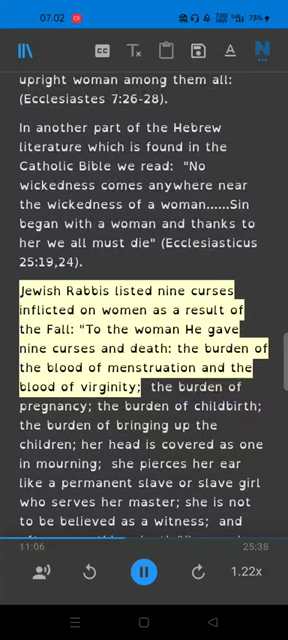 07.02
7.00
KB/S
75%
CC
upright woman among them all:
(Ecclesiastes 7:26-28).
In another part of the Hebrew
literature which is found in the
Catholic Bible we read:  "No
wickedness comes anywhere near
the wickedness of a woman......Sin
began with a woman and thanks to
her we all must die" (Ecclesiasticus
25:19,24).
Jewish Rabbis listed nine curses
inflicted on women as a result of
the Fall: "To the woman He gave
nine curses and death: the burden of
the blood of menstruation and the
blood of virginity;  the burden of
pregnancy; the burden of childbirth;
the burden of bringing up the
children; her head is covered as one
in mourning;  she pierces her ear
like a permanent slave or slave girl
who serves her master; she is not
to be believed as a witness;  and
11:06
25:38
1.22x